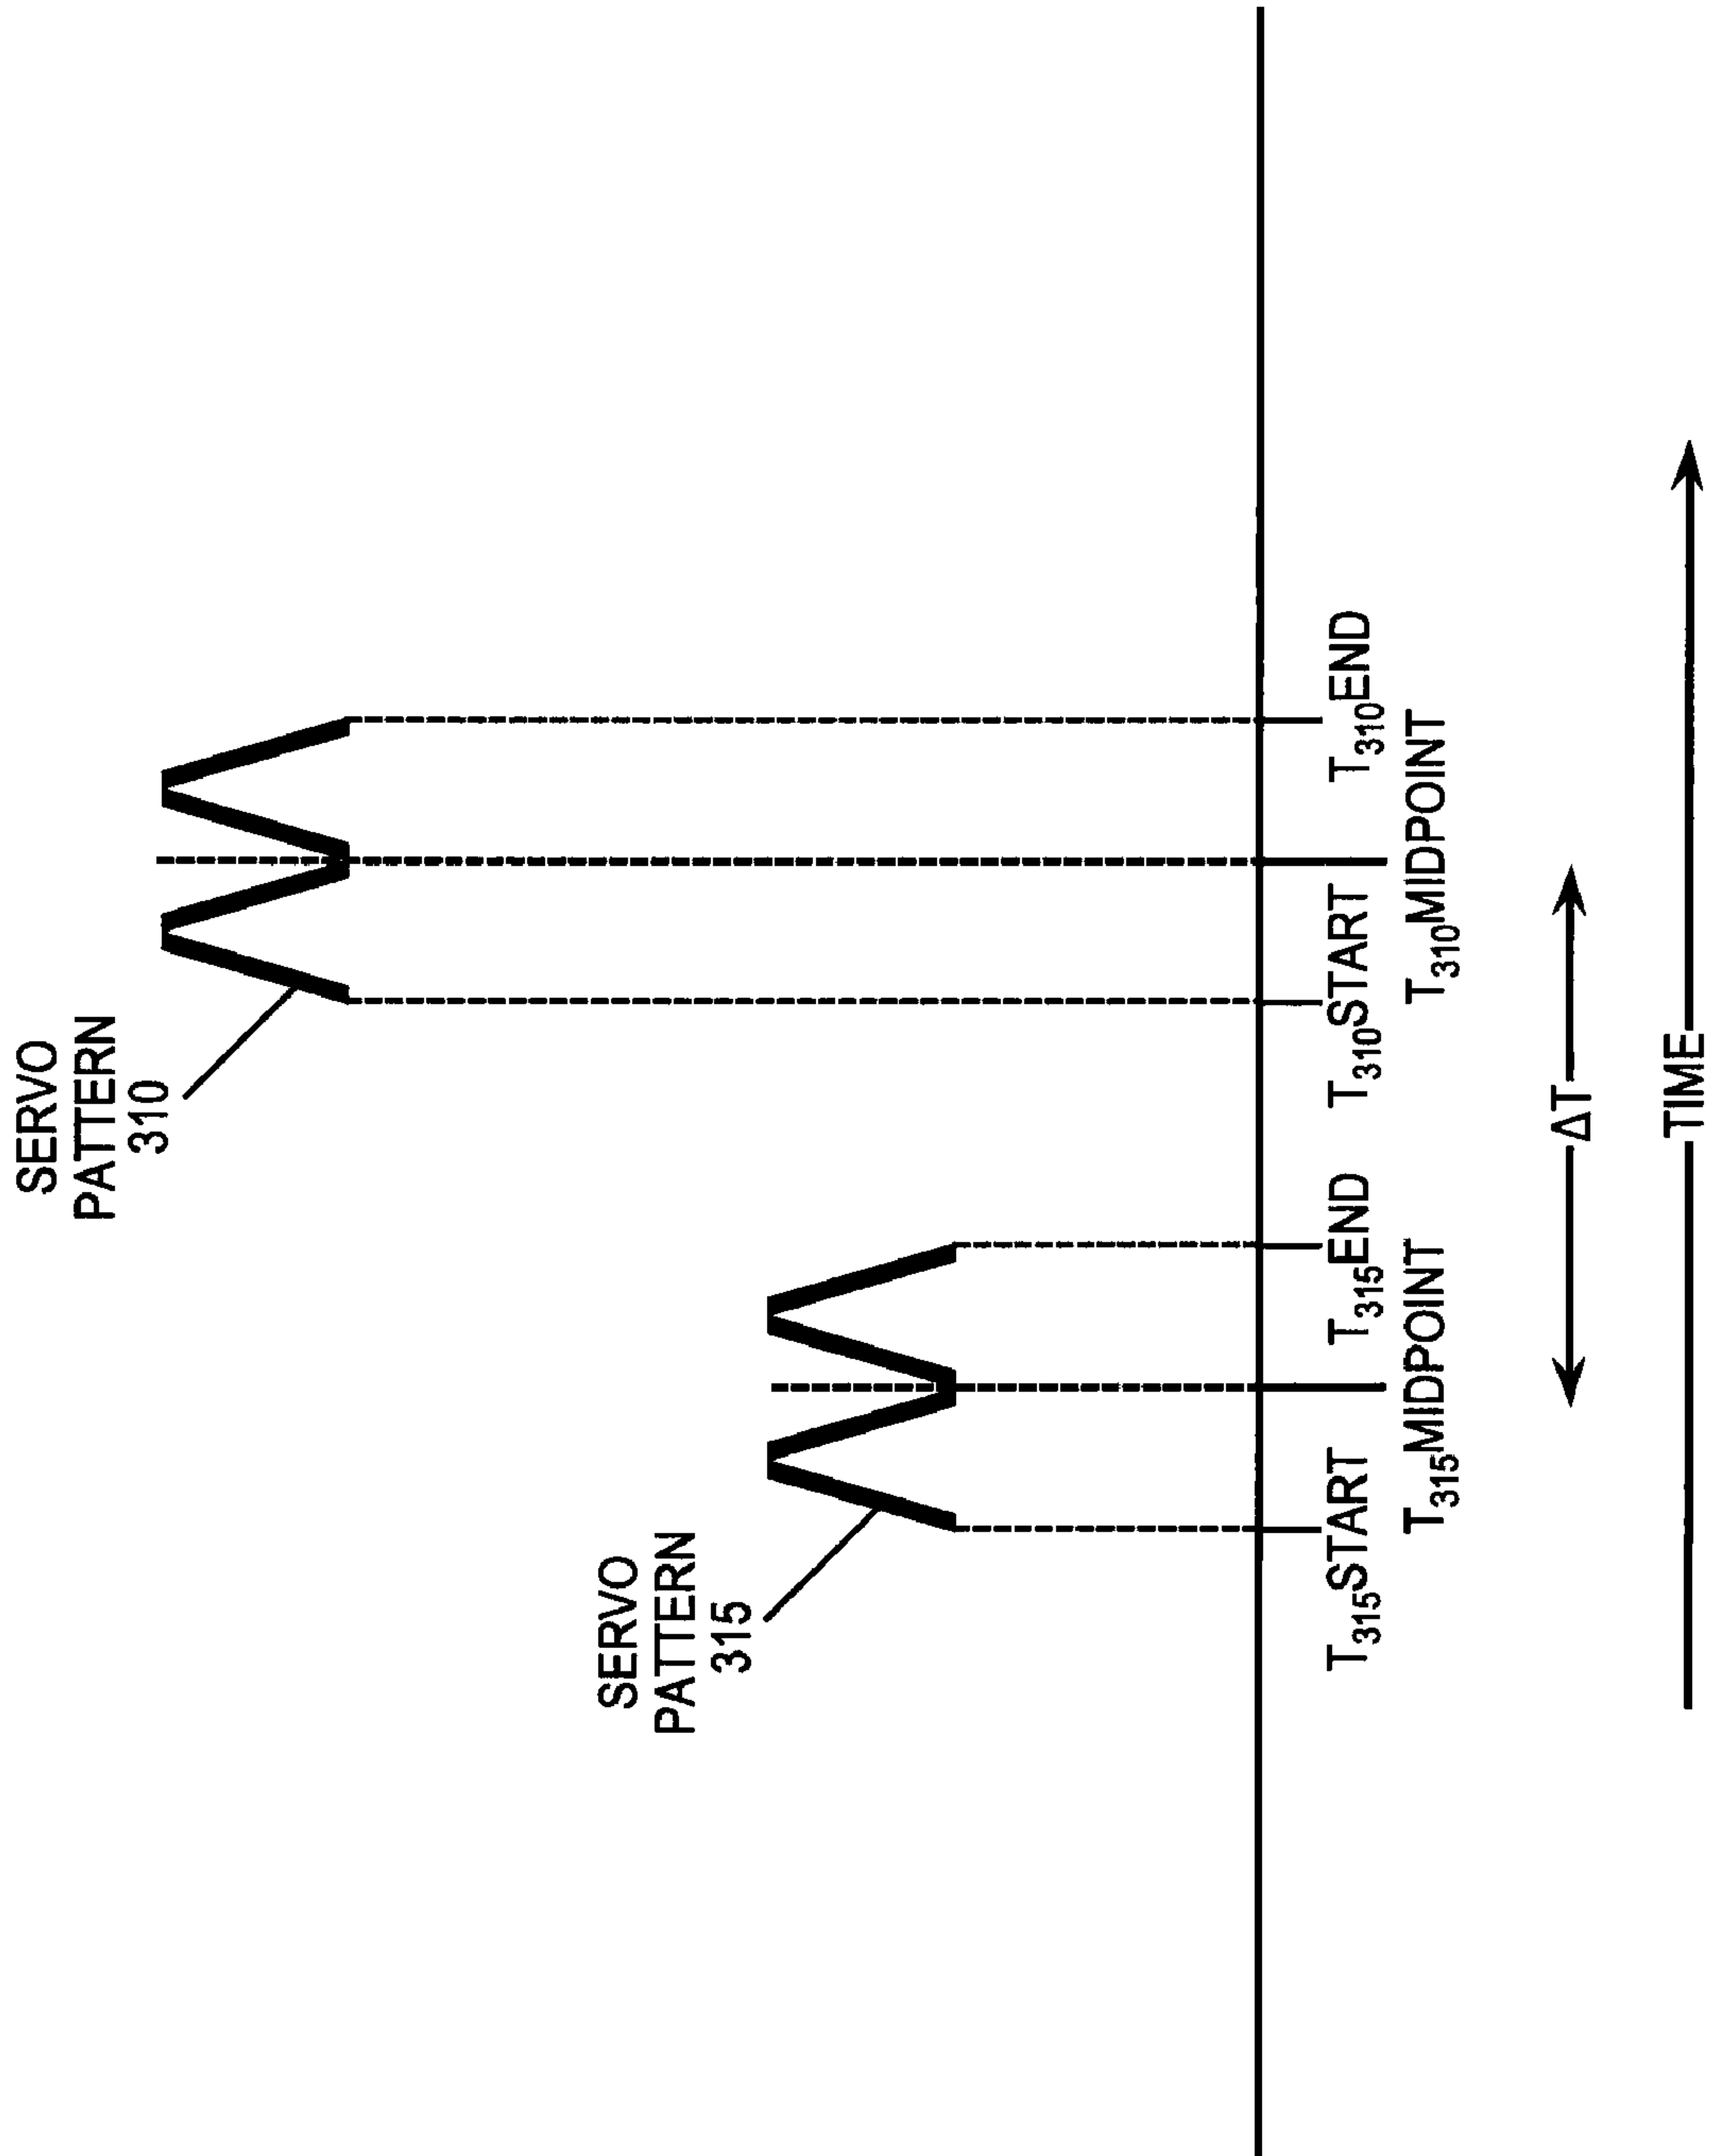 SERVO
PATTERN
310
SERVO
PATTERN
315
T315START
T315END
T310START
T310END
T315MIDPOINT
T310MIDPOINT
ΔT
TIME